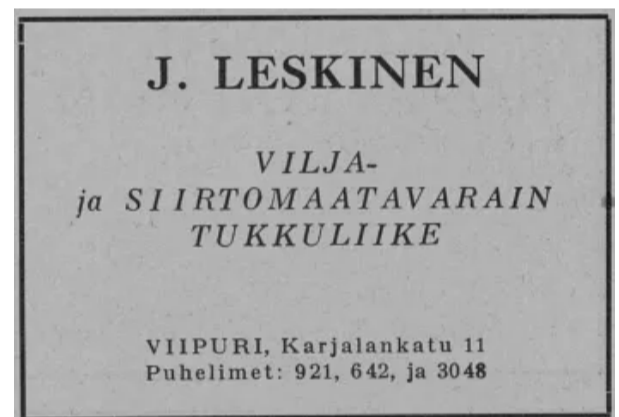 J. LESKINEN
VILJA-
ja SIIRTOMAATAVARAIN
TUKKULIIKE
VIIPURI, Karjalankatu 11
Puhelimet: 921, 642, ja 3048